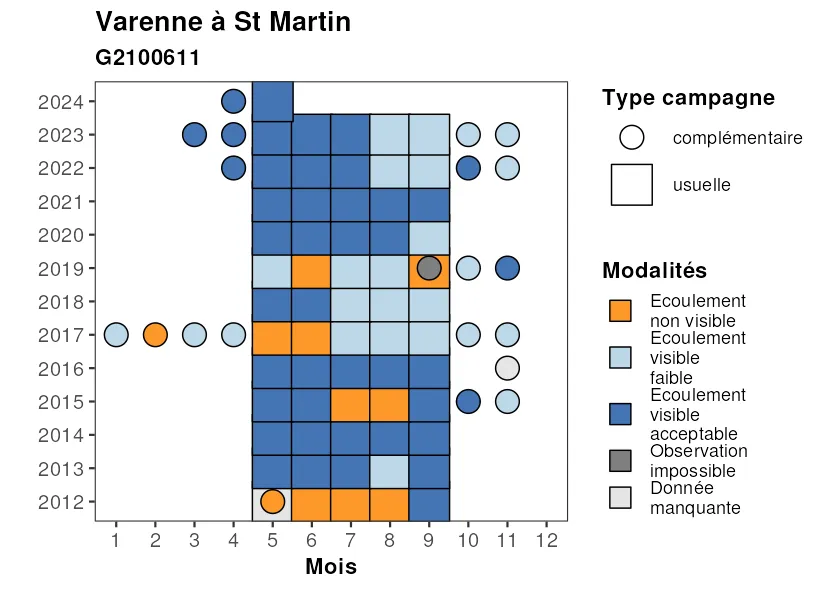 Varenne à St Martin
G2100611
2024
2023
2022
2021
2020
2019
2018
2017
2016
2015
2014
2013
2012
1 2 3 4 5 6 7 8 9 10 11 12
Mois
Type campagne
complémentaire
usuelle
Modalités
Ecoulement
non visible
Ecoulement
visible
faible
Ecoulement
visible
acceptable
Observation
impossible
Donnée
manquante